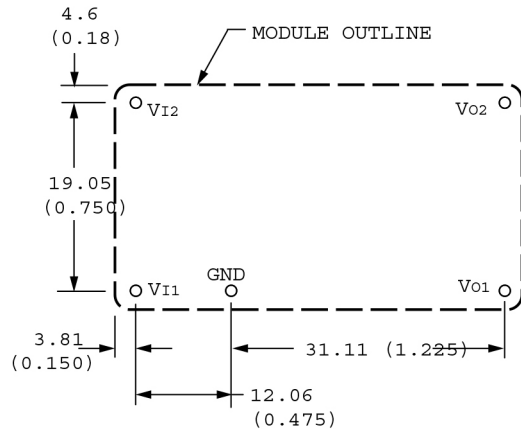 4.6
(0.18)
MODULE OUTLINE
VI2
VO2
19.05
(0.750)
GND
VI1
VO1
3.81
(0.150)
31.11 (1.225)
12.06
(0.475)